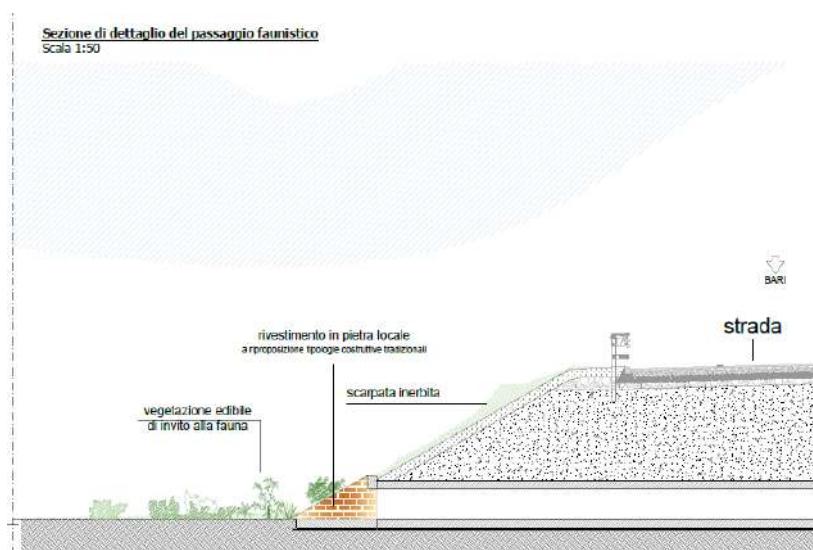 Sezione di dettaglio del passaggio faunistico
Scala 1:50
BARI
strada
rivestimento in pietra locale
a riproposizione tipologie costruttive tradizionali
scarpata inerbita
vegetazione edibile
di invito alla fauna